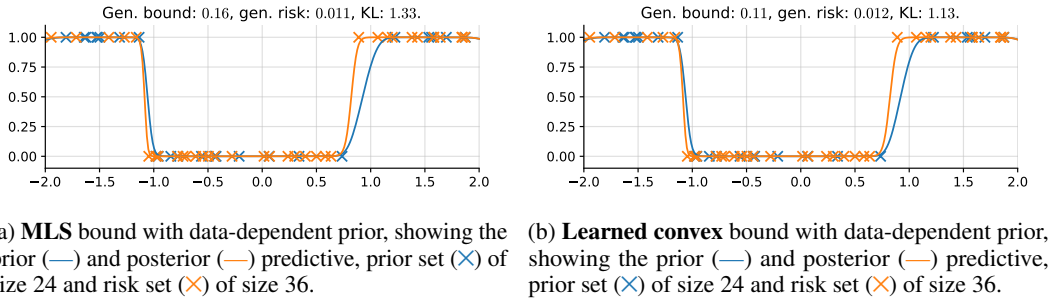 Gen. bound: 0.16, gen. risk: 0.011, KL: 1.33.
1.00
0.75
0.50
0.25
0.00
−2.0 −1.5 −1.0 −0.5 0.0 0.5 1.0 1.5 2.0
a) MLS bound with data-dependent prior, showing the
rior (—) and posterior (—) predictive, prior set (×) of
ize 24 and risk set (×) of size 36.
Gen. bound: 0.11, gen. risk: 0.012, KL: 1.13.
1.00
0.75
0.50
0.25
0.00
−2.0 −1.5 −1.0 −0.5 0.0 0.5 1.0 1.5 2.0
(b) Learned convex bound with data-dependent prior,
showing the prior (—) and posterior (—) predictive,
prior set (×) of size 24 and risk set (×) of size 36.